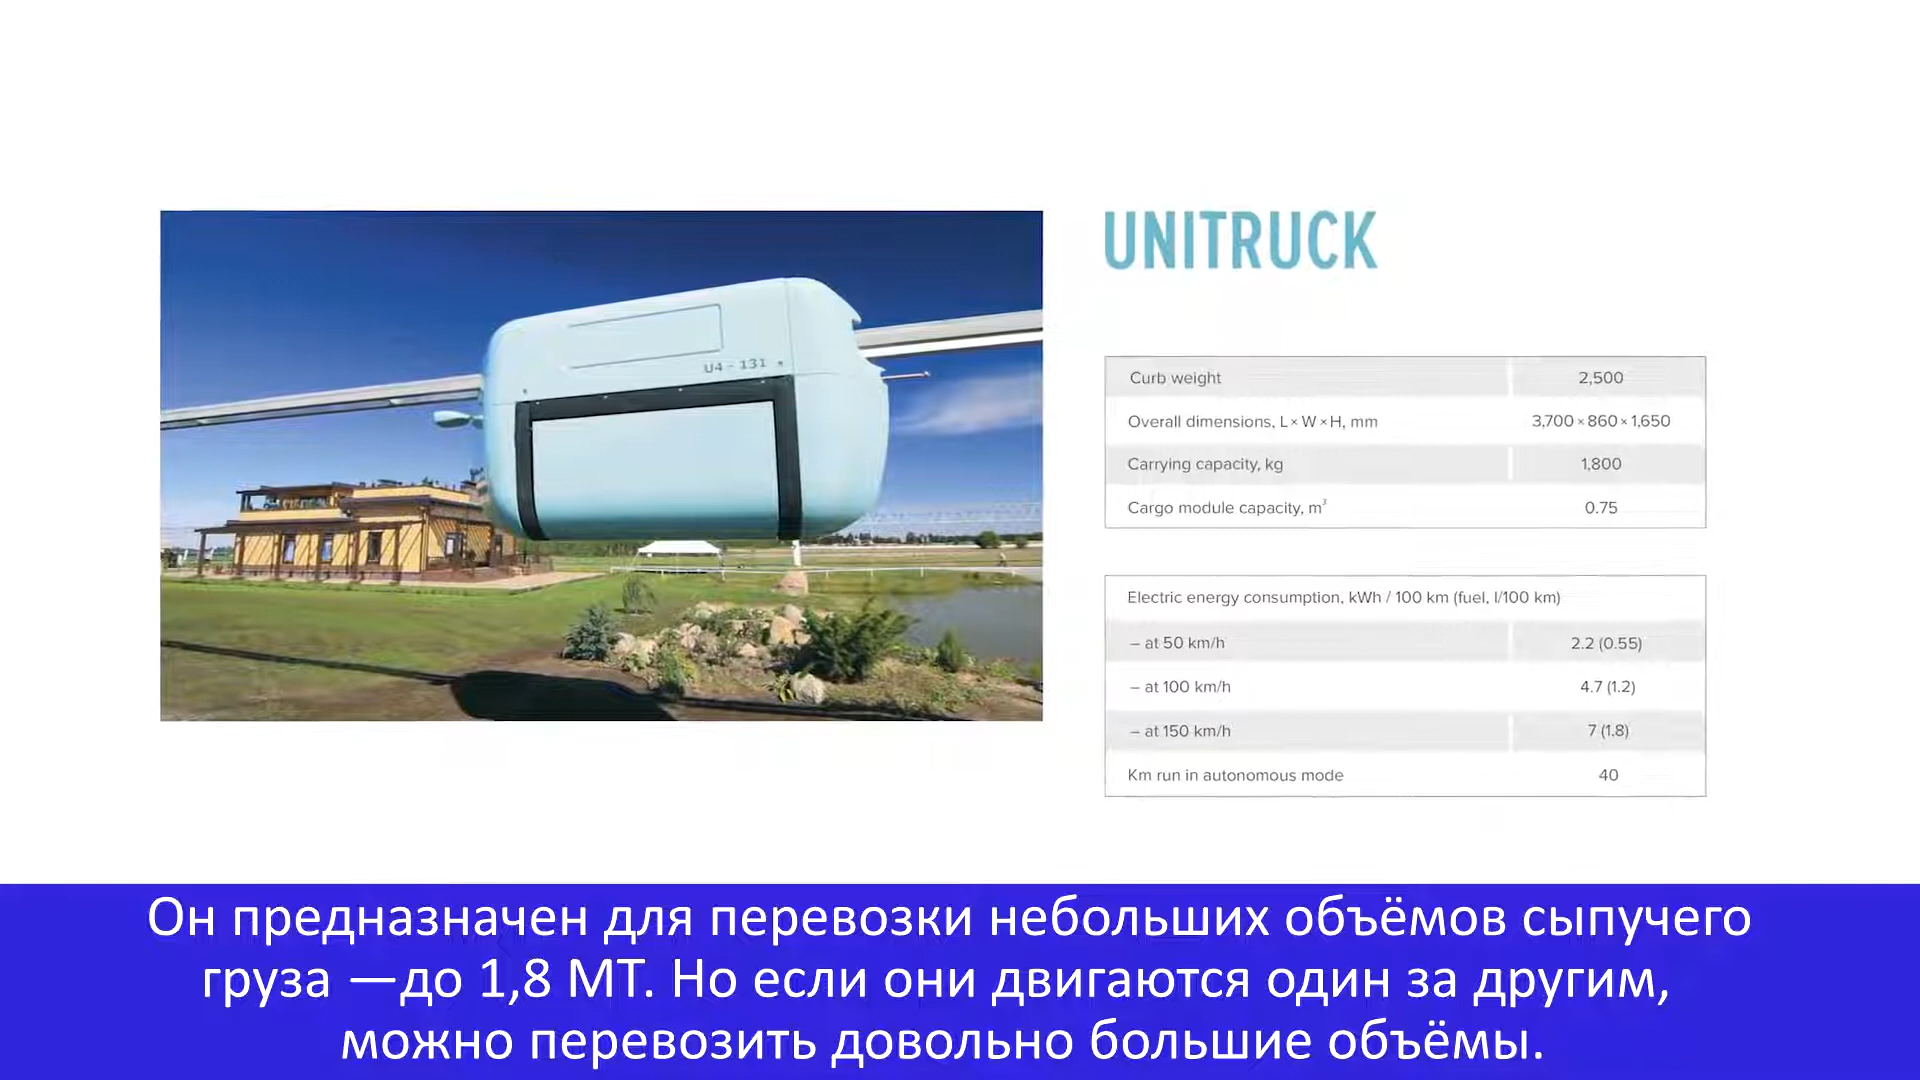 UNITRUCK
U4 - 131
Curb weight 2,500
Overall dimensions, L × W × H, mm 3,700 × 860 × 1,650
Carrying capacity, kg 1,800
Cargo module capacity, m³ 0.75
Electric energy consumption, kWh / 100 km (fuel, l/100 km)
– at 50 km/h 2.2 (0.55)
– at 100 km/h 4.7 (1.2)
– at 150 km/h 7 (1.8)
Km run in autonomous mode 40
Он предназначен для перевозки небольших объёмов сыпучего
груза —до 1,8 МТ. Но если они двигаются один за другим,
можно перевозить довольно большие объёмы.